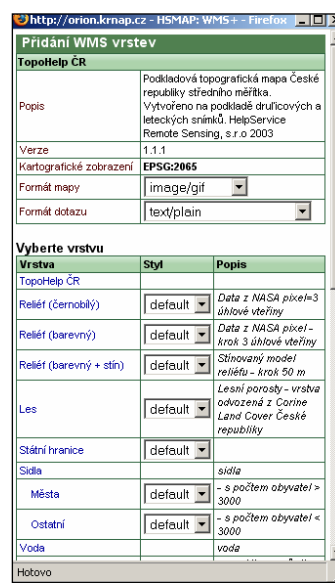 http://orion.krnap.cz - HSMAP: WMS+ - Firefox
Přidání WMS vrstev
TopoHelp ČR
Popis
Podkladová topografická mapa České
republiky středního měřítka.
Vytvořeno na podkladě družicových a
leteckých snímků. HelpService
Remote Sensing, s.r.o 2003
Verze 1.1.1
Kartografické zobrazení EPSG:2065
Formát mapy image/gif
Formát dotazu text/plain
Vyberte vrstvu
Vrstva Styl Popis
TopoHelp ČR
Reliéf (černobílý) default Data z NASA pixel=3
úhlové vteřiny
Reliéf (barevný) default Data z NASA pixel -
krok 3 úhlové vteřiny
Reliéf (barevný + stín) default Stínovaný model
reliéfu - krok 50 m
Les default Lesní porosty - vrstva
odvozená z Corine
Land Cover České
republiky
Státní hranice default
Sídla sídla
Města default - s počtem obyvatel >
3000
Ostatní default - s počtem obyvatel <
3000
Voda voda
Hotovo